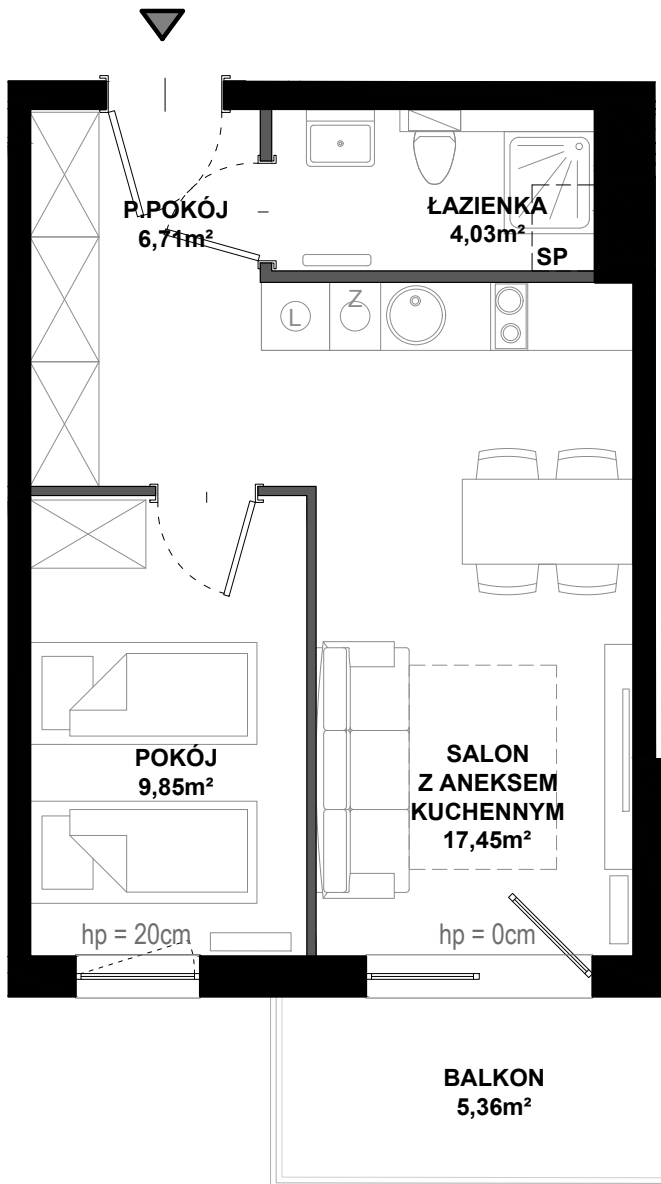 P.POKÓJ
6,71m²
ŁAZIENKA
4,03m²
SP
L
Z
POKÓJ
9,85m²
SALON
Z ANEKSEM
KUCHENNYM
17,45m²
hp = 20cm
hp = 0cm
BALKON
5,36m²